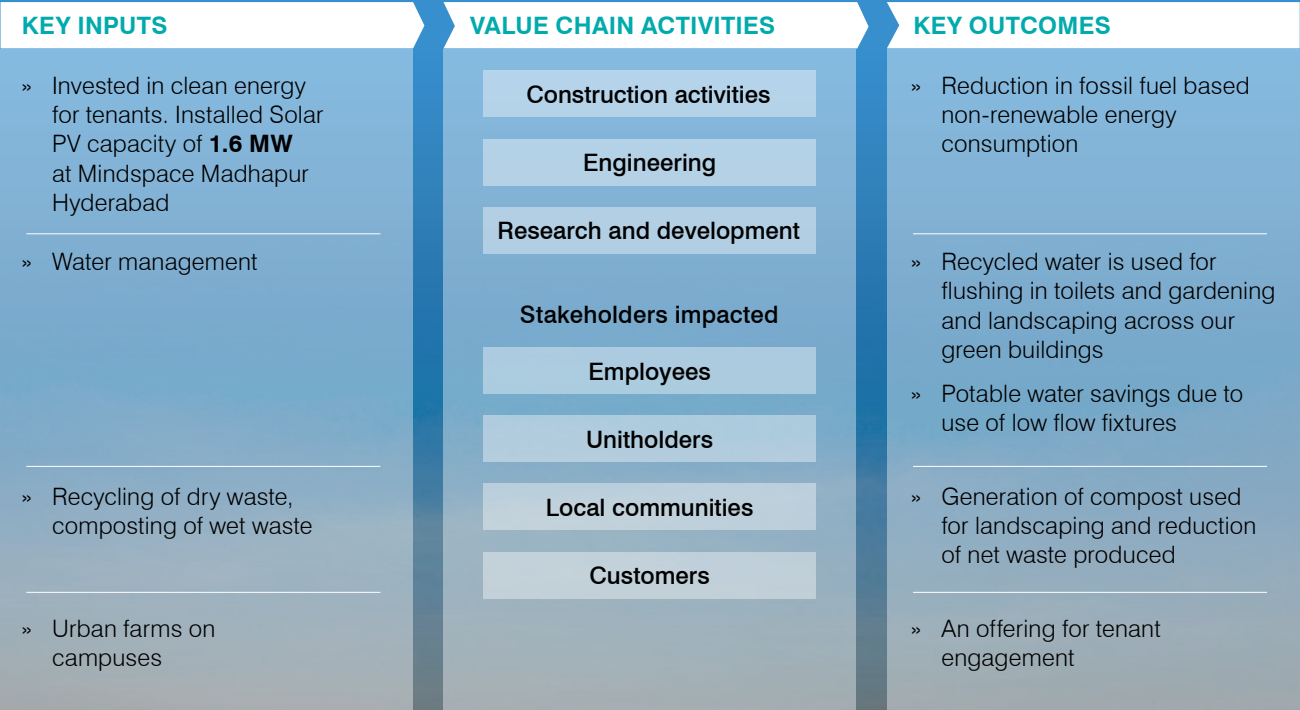 KEY INPUTS
» Invested in clean energy
for tenants. Installed Solar
PV capacity of 1.6 MW
at Mindspace Madhapur
Hyderabad
» Water management
» Recycling of dry waste,
composting of wet waste
» Urban farms on
campuses
VALUE CHAIN ACTIVITIES
Construction activities
Engineering
Research and development
Stakeholders impacted
Employees
Unitholders
Local communities
Customers
KEY OUTCOMES
» Reduction in fossil fuel based
non-renewable energy
consumption
» Recycled water is used for
flushing in toilets and gardening
and landscaping across our
green buildings
» Potable water savings due to
use of low flow fixtures
» Generation of compost used
for landscaping and reduction
of net waste produced
» An offering for tenant
engagement